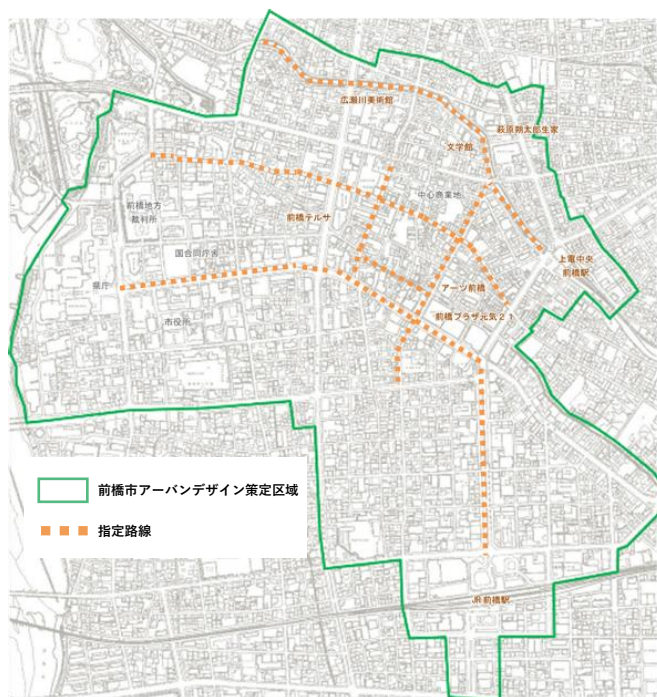 広瀬川美術館
萩原朔太郎生家
文学館
中心商業地
前橋地方
裁判所
前橋テルサ
国合同庁舎
上電中央
前橋駅
県庁
アーツ前橋
前橋プラザ元気21
市役所
前橋市アーバンデザイン策定区域
指定路線
JR前橋駅